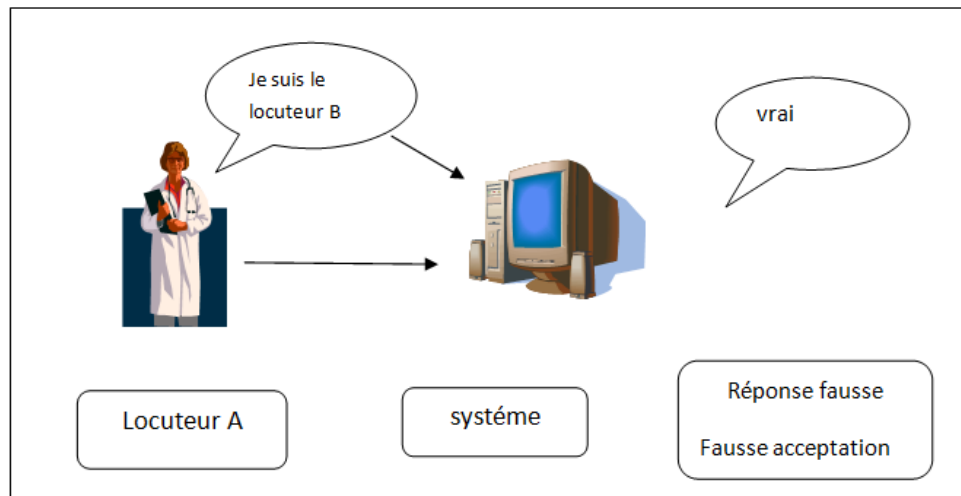 Je suis le
locuteur B
vrai
Locuteur A
systéme
Réponse fausse
Fausse acceptation